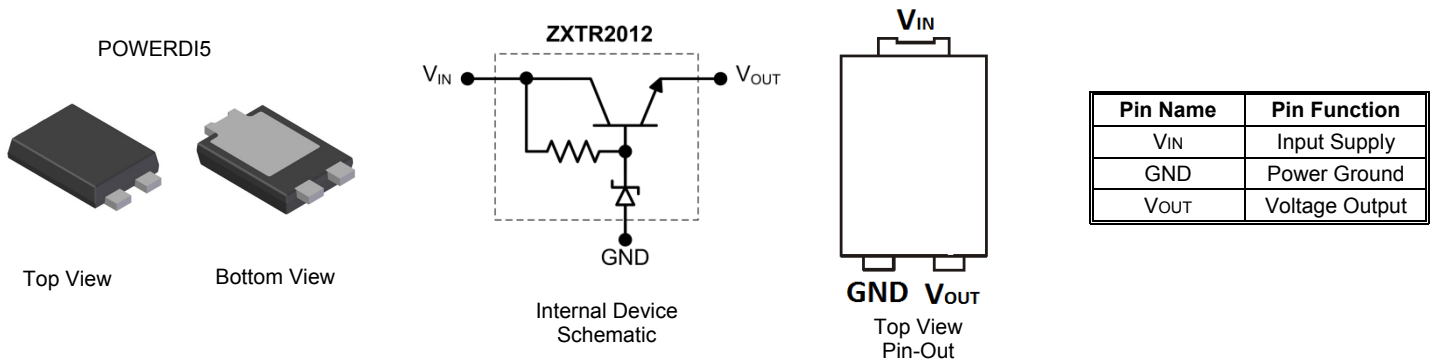 POWERDI5
Top View
Bottom View
ZXTR2012
VIN
VOUT
GND
Internal Device
Schematic
VIN
GND VOUT
Top View
Pin-Out
Pin Name Pin Function
VIN Input Supply
GND Power Ground
VOUT Voltage Output